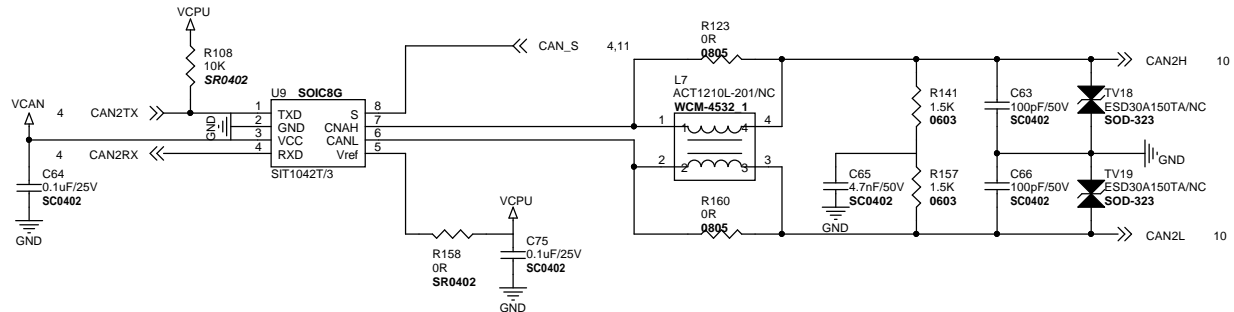 VCPU
R108
10K
SR0402
CAN_S 4,11
R123
0R
0805
CAN2H 10
U9 SOIC8G
VCAN
4 CAN2TX
GND
1 TXD
2 GND
3 VCC
4 RXD
S 8
CNAH 7
CANL 6
Vref 5
SIT1042T/3
4 CAN2RX
C64
0.1uF/25V
SC0402
GND
L7
ACT1210L-201/NC
WCM-4532_1
1 1 4 4
2 2 3 3
R160
0R
0805
R141
1.5K
0603
C63
100pF/50V
SC0402
TV18
ESD30A150TA/NC
SOD-323
GND
C65
4.7nF/50V
SC0402
GND
R157
1.5K
0603
C66
100pF/50V
SC0402
TV19
ESD30A150TA/NC
SOD-323
CAN2L 10
VCPU
R158
0R
SR0402
C75
0.1uF/25V
SC0402
GND